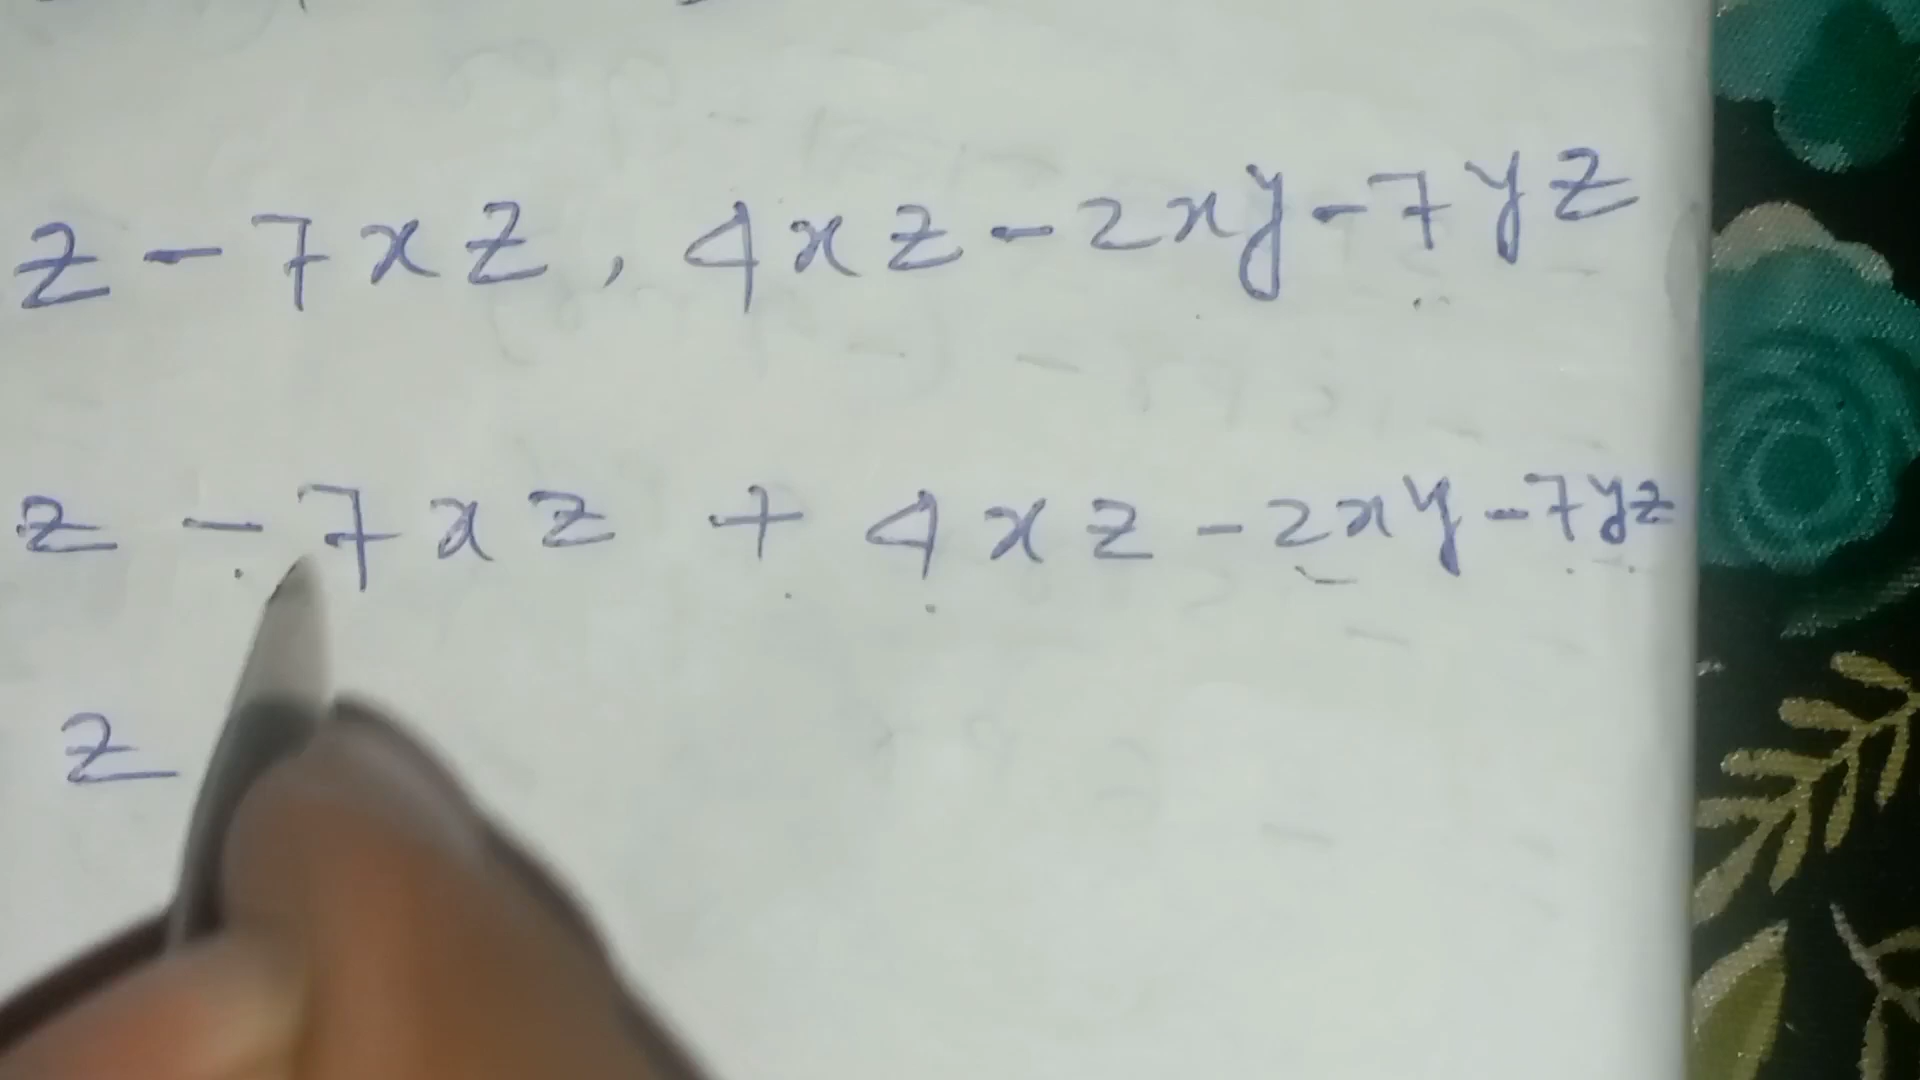 z - 7xz, 4xz - 2xy - 7yz
z - 7xz + 4xz - 2xy - 7yz
z